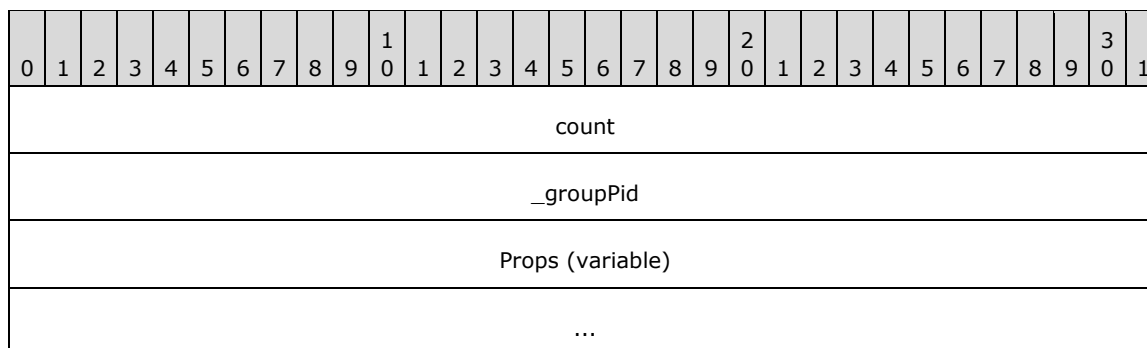 1 2 3
0 1 2 3 4 5 6 7 8 9 0 1 2 3 4 5 6 7 8 9 0 1 2 3 4 5 6 7 8 9 0 1
count
_groupPid
Props (variable)
...